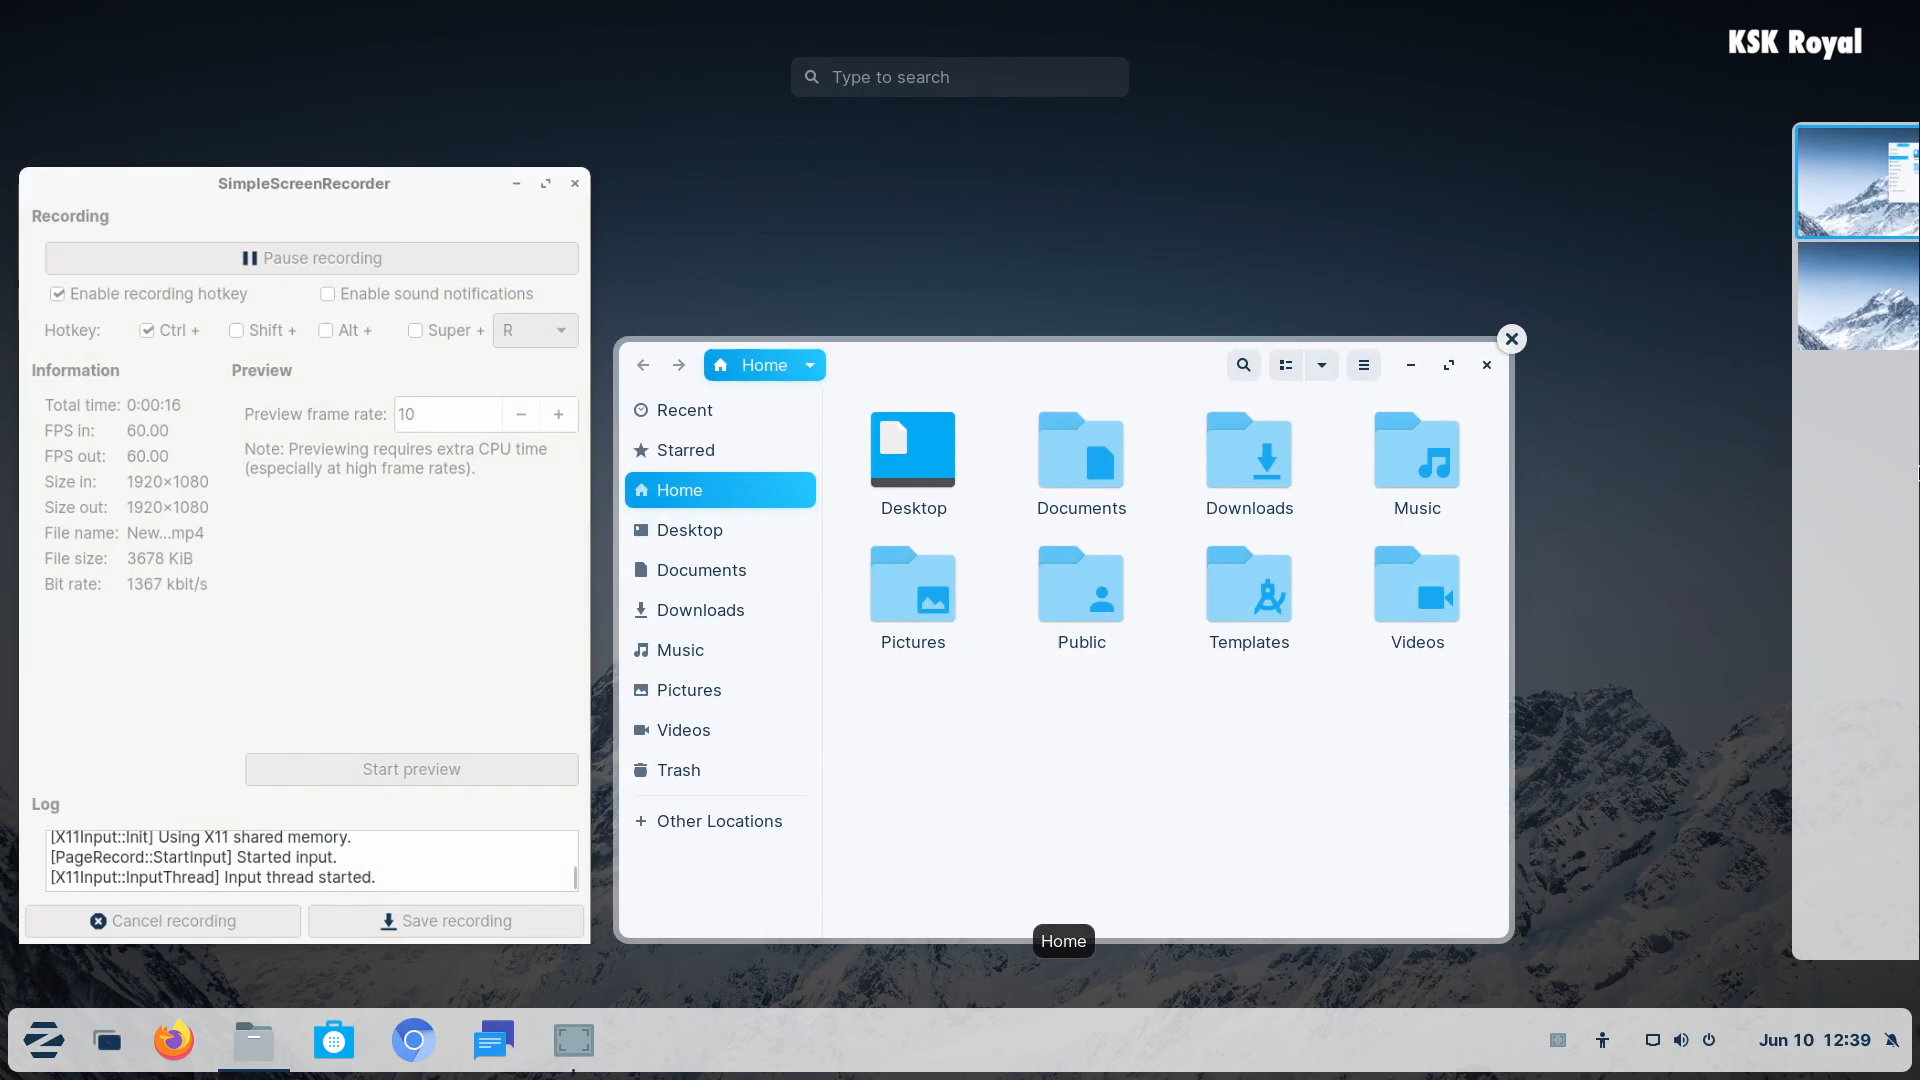 KSK Royal
Type to search
SimpleScreenRecorder
Recording
Pause recording
Enable recording hotkey
Enable sound notifications
Hotkey: Ctrl + Shift + Alt + Super + R
Information
Total time: 0:00:16
FPS in: 60.00
FPS out: 60.00
Size in: 1920x1080
Size out: 1920x1080
File name: New...mp4
File size: 3678 KiB
Bit rate: 1367 kbit/s
Preview
Preview frame rate: 10
Note: Previewing requires extra CPU time
(especially at high frame rates).
Start preview
Log
[X11Input::Init] Using X11 shared memory.
[PageRecord::StartInput] Started input.
[X11Input::InputThread] Input thread started.
Cancel recording
Save recording
Home
Recent
Starred
Home
Desktop
Documents
Downloads
Music
Pictures
Videos
Trash
Other Locations
Desktop
Documents
Downloads
Music
Pictures
Public
Templates
Videos
Home
Jun 10 12:39